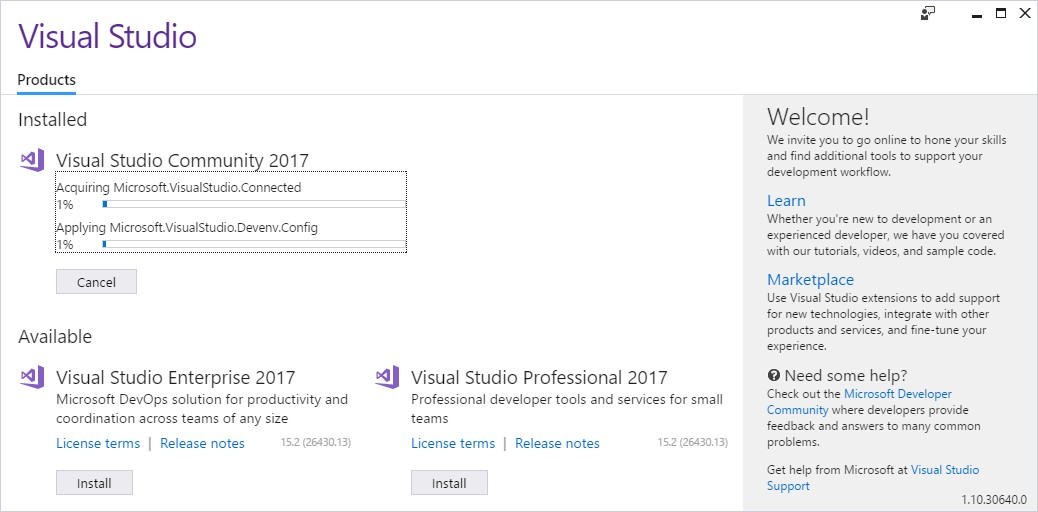 Visual Studio
Products
Installed
Visual Studio Community 2017
Acquiring Microsoft.VisualStudio.Connected
1%
Applying Microsoft.VisualStudio.Devenv.Config
1%
Cancel
Available
Visual Studio Enterprise 2017
Microsoft DevOps solution for productivity and
coordination across teams of any size
License terms | Release notes 15.2 (26430.13)
Install
Visual Studio Professional 2017
Professional developer tools and services for small
teams
License terms | Release notes 15.2 (26430.13)
Install
Welcome!
We invite you to go online to hone your skills
and find additional tools to support your
development workflow.
Learn
Whether you're new to development or an
experienced developer, we have you covered
with our tutorials, videos, and sample code.
Marketplace
Use Visual Studio extensions to add support
for new technologies, integrate with other
products and services, and fine-tune your
experience.
Need some help?
Check out the Microsoft Developer
Community where developers provide
feedback and answers to many common
problems.
Get help from Microsoft at Visual Studio
Support
1.10.30640.0